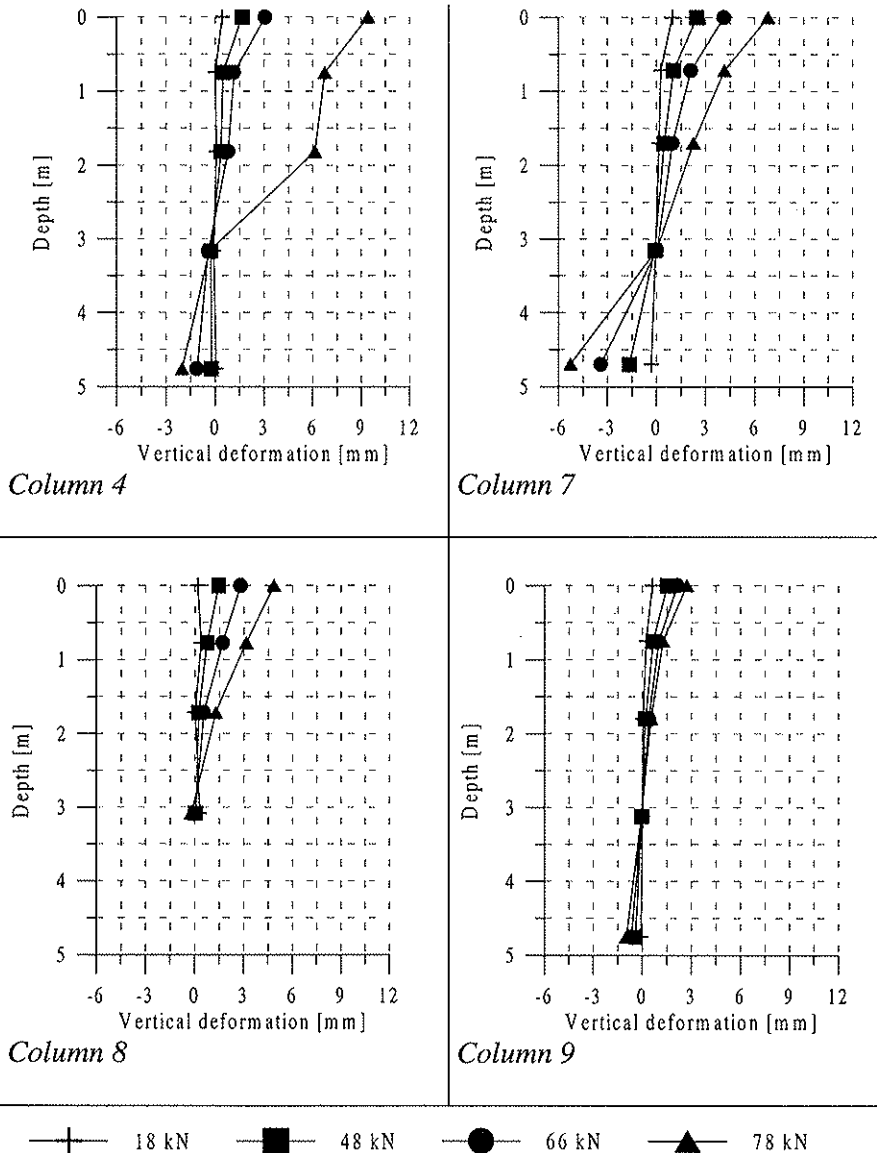 0
1
2
3
4
5
Depth [m]
-6 -3 0 3 6 9 12
Vertical deformation [mm]
Column 4
0
1
2
3
4
5
Depth [m]
-6 -3 0 3 6 9 12
Vertical deformation [mm]
Column 7
0
1
2
3
4
5
Depth [m]
-6 -3 0 3 6 9 12
Vertical deformation [mm]
Column 8
0
1
2
3
4
5
Depth [m]
-6 -3 0 3 6 9 12
Vertical deformation [mm]
Column 9
18 kN 48 kN 66 kN 78 kN